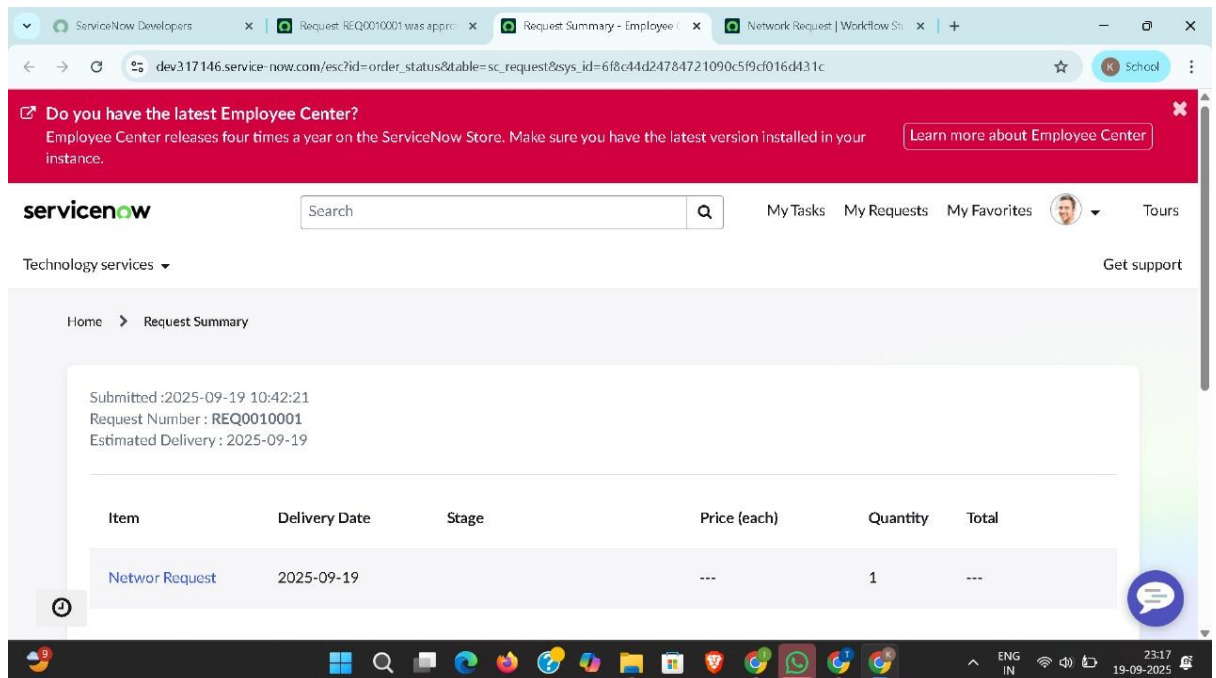 ServiceNow Developers
Request REQ0010001 was appro
Request Summary - Employee C
Network Request | Workflow St
dev317146.service-now.com/esc?id=order_status&table=sc_request&sys_id=6f8c44d24784721090c5f9cf016d431c
K School
Do you have the latest Employee Center?
Employee Center releases four times a year on the ServiceNow Store. Make sure you have the latest version installed in your
instance.
Learn more about Employee Center
servicenow
Search
My Tasks My Requests My Favorites Tours
Technology services Get support
Home > Request Summary
Submitted :2025-09-19 10:42:21
Request Number : REQ0010001
Estimated Delivery : 2025-09-19
Item Delivery Date Stage Price (each) Quantity Total
Networ Request 2025-09-19 --- 1 ---
9
ENG 23:17
IN 19-09-2025